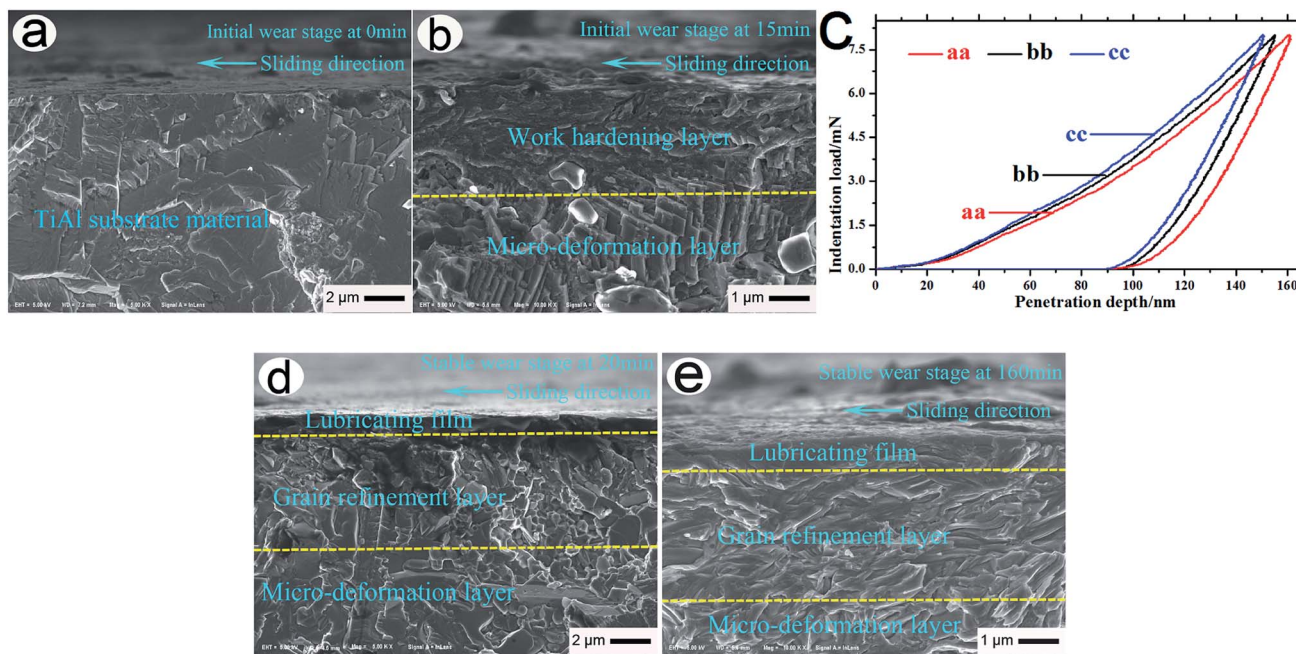 a
Initial wear stage at 0min
Sliding direction
TiAl substrate material
2 µm
b
Initial wear stage at 15min
Sliding direction
Work hardening layer
Micro-deformation layer
1 µm
C
aa bb cc
7.5
6.0
4.5
3.0
1.5
0.0
Indentation load/mN
cc
bb
aa
0 20 40 60 80 100 120 140 160
Penetration depth/nm
d
Stable wear stage at 20min
Sliding direction
Lubricating film
Grain refinement layer
Micro-deformation layer
2 µm
e
Stable wear stage at 160min
Sliding direction
Lubricating film
Grain refinement layer
Micro-deformation layer
1 µm